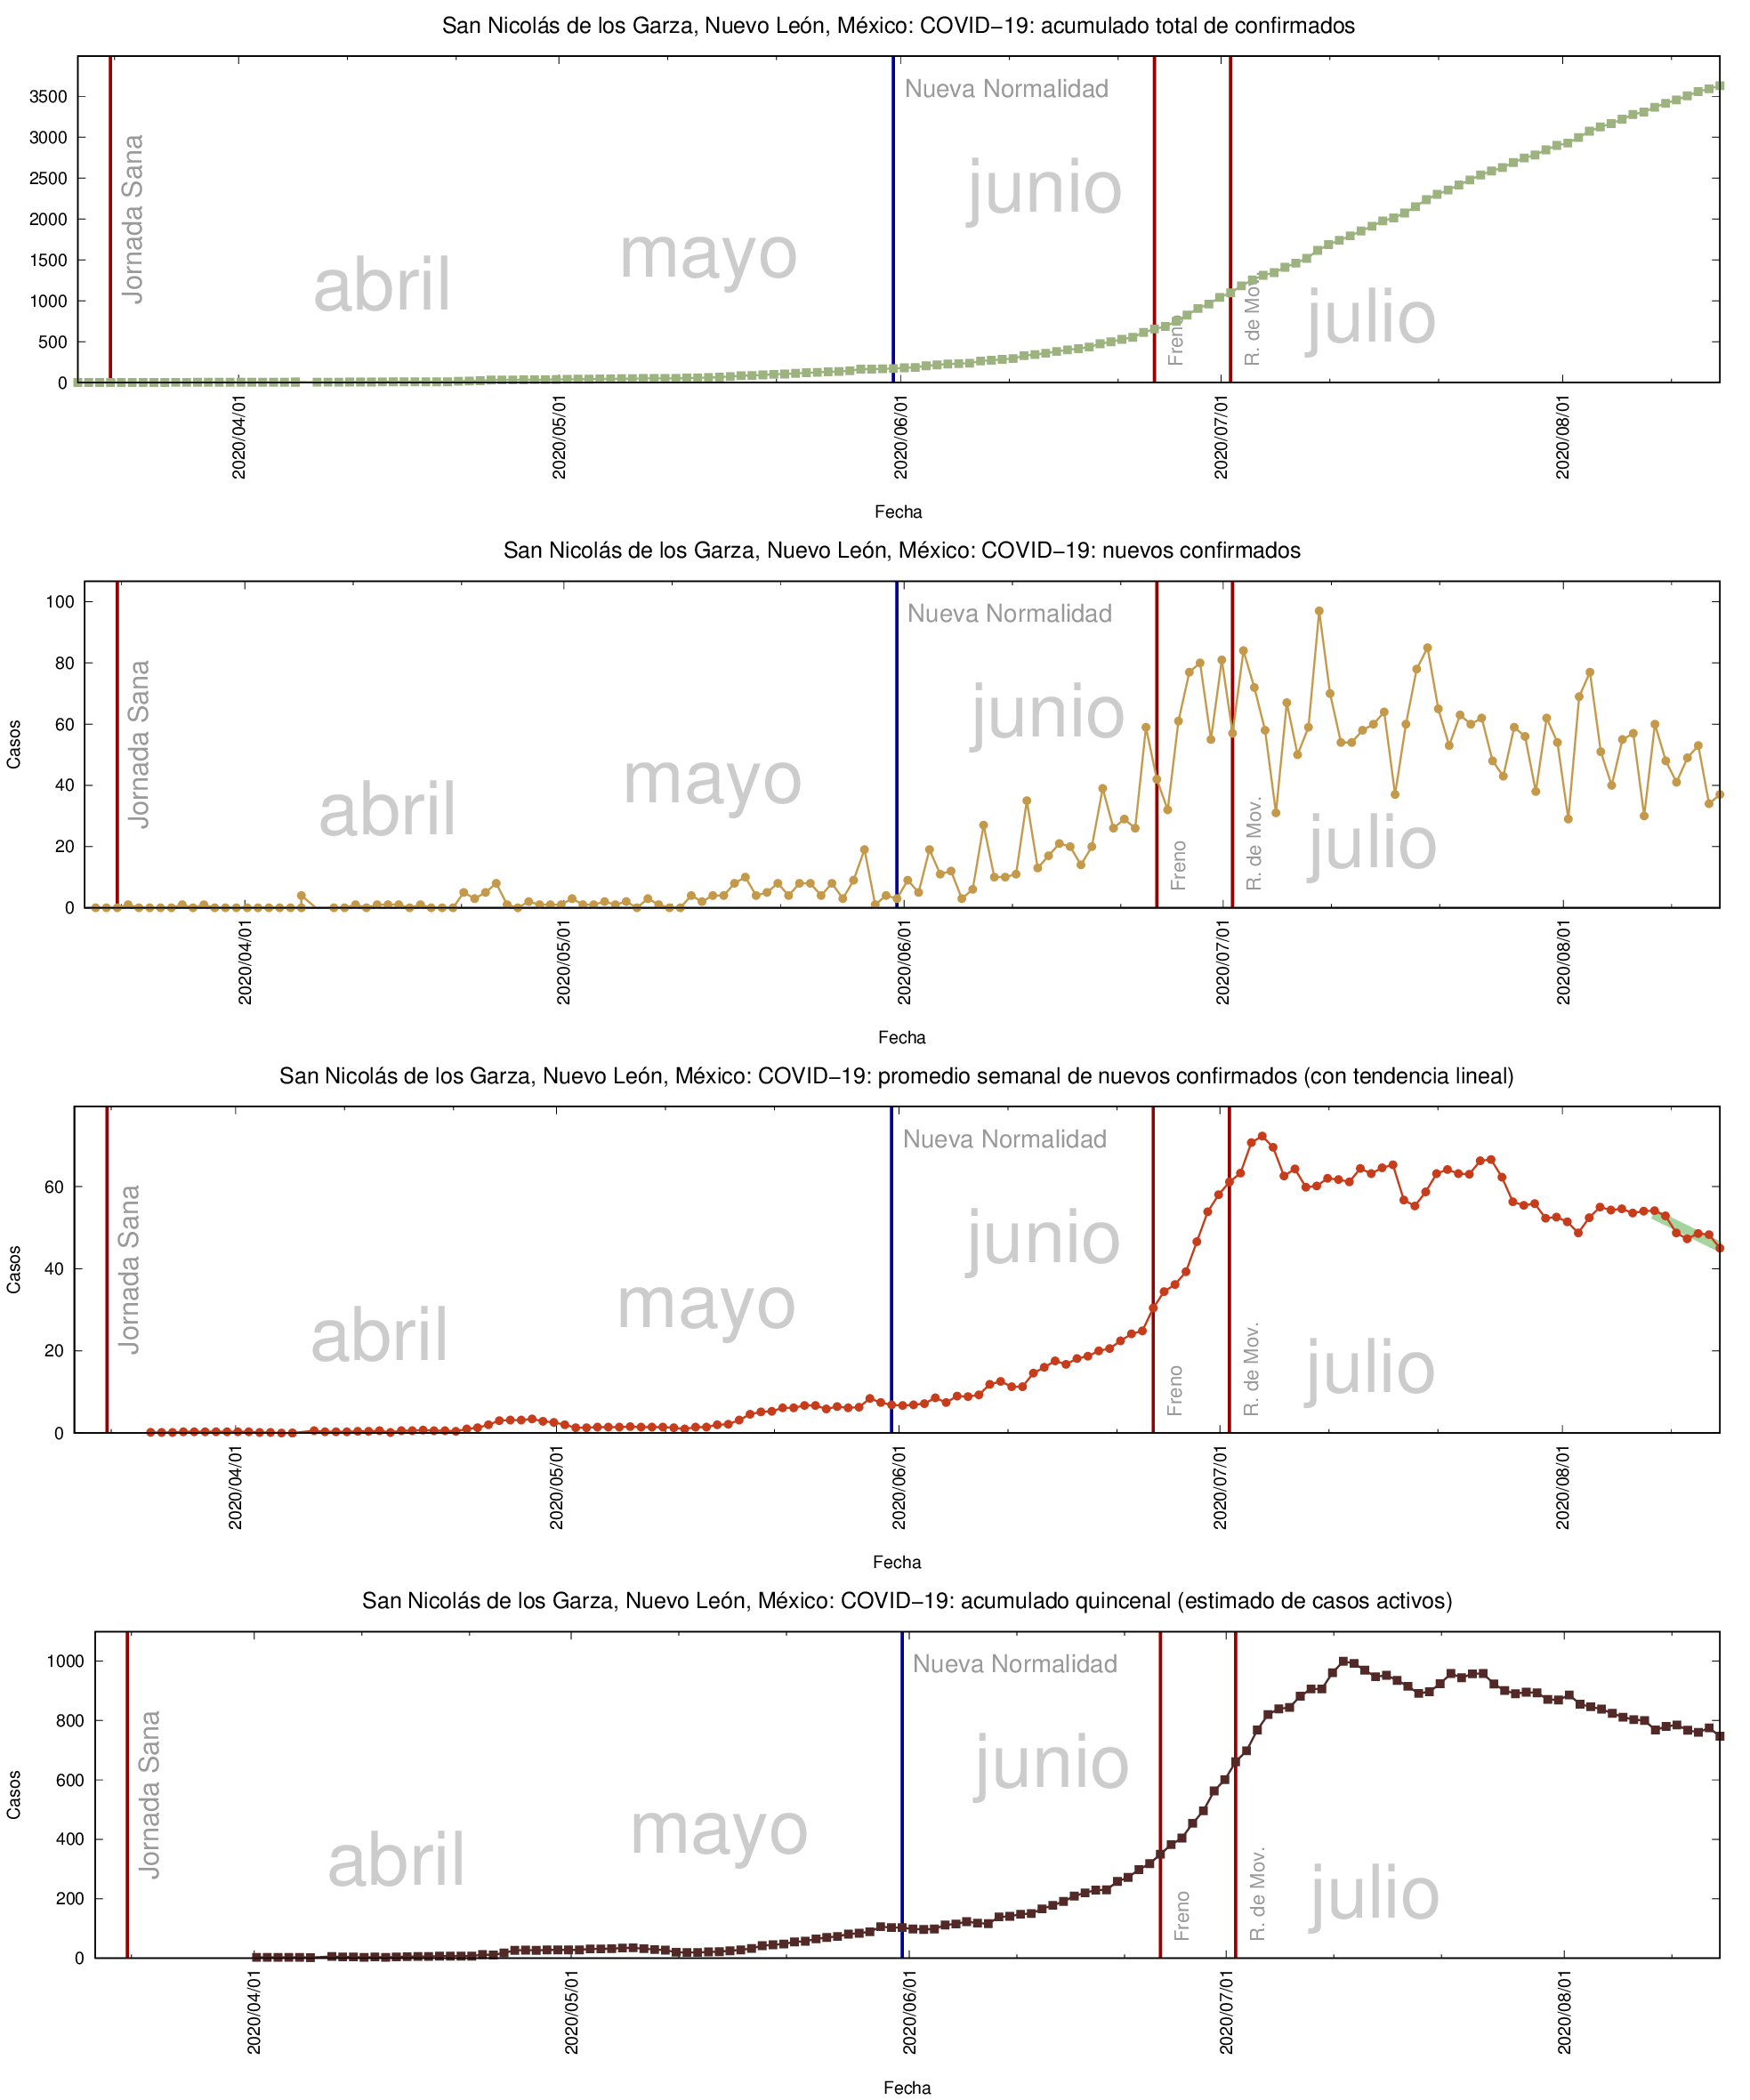 San Nicolás de los Garza, Nuevo León, México: COVID−19: acumulado total de confirmados
3500
3000
2500
2000
1500
1000
500
0
Jornada Sana
abril
mayo
Nueva Normalidad
junio
Freno
R. de Mov.
julio
2020/04/01
2020/05/01
2020/06/01
2020/07/01
2020/08/01
Fecha
San Nicolás de los Garza, Nuevo León, México: COVID−19: nuevos confirmados
Casos
100
80
60
40
20
0
Jornada Sana
abril
mayo
Nueva Normalidad
junio
Freno
R. de Mov.
julio
2020/04/01
2020/05/01
2020/06/01
2020/07/01
2020/08/01
Fecha
San Nicolás de los Garza, Nuevo León, México: COVID−19: promedio semanal de nuevos confirmados (con tendencia lineal)
Casos
60
40
20
0
Jornada Sana
abril
mayo
Nueva Normalidad
junio
Freno
R. de Mov.
julio
2020/04/01
2020/05/01
2020/06/01
2020/07/01
2020/08/01
Fecha
San Nicolás de los Garza, Nuevo León, México: COVID−19: acumulado quincenal (estimado de casos activos)
Casos
1000
800
600
400
200
0
Jornada Sana
abril
mayo
Nueva Normalidad
junio
Freno
R. de Mov.
julio
2020/04/01
2020/05/01
2020/06/01
2020/07/01
2020/08/01
Fecha